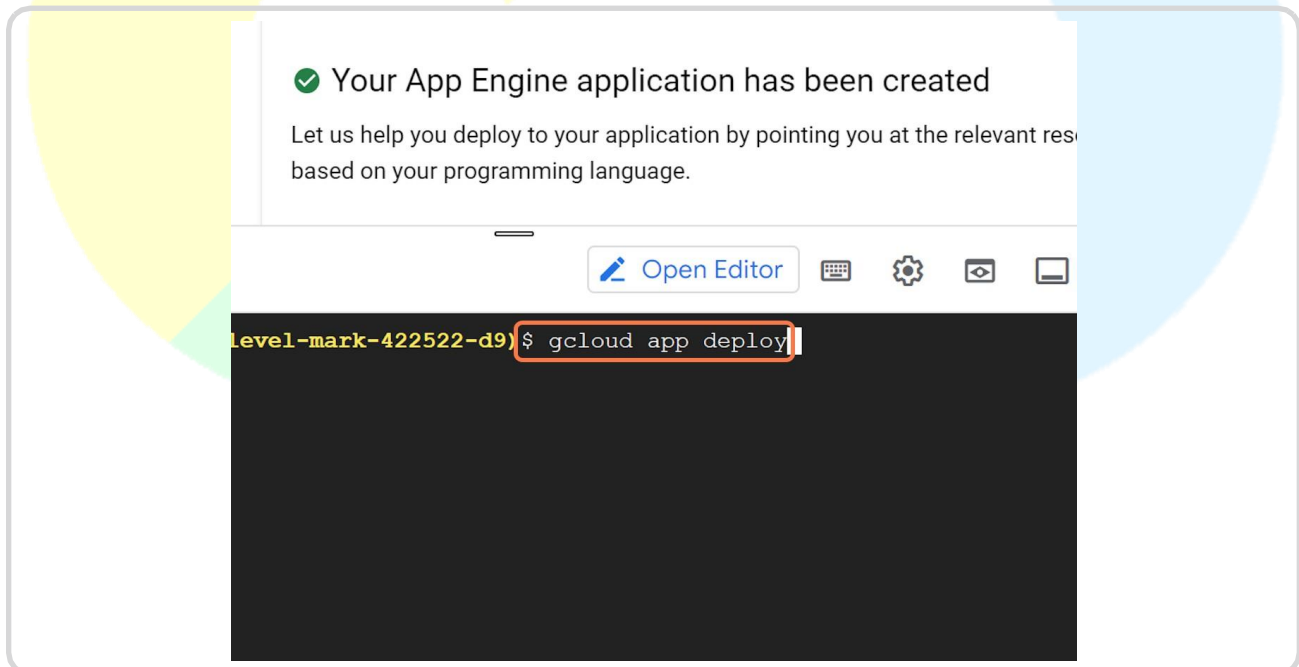 Your App Engine application has been created
Let us help you deploy to your application by pointing you at the relevant
based on your programming language.
Open Editor
level-mark-422522-d9)$ gcloud app deploy